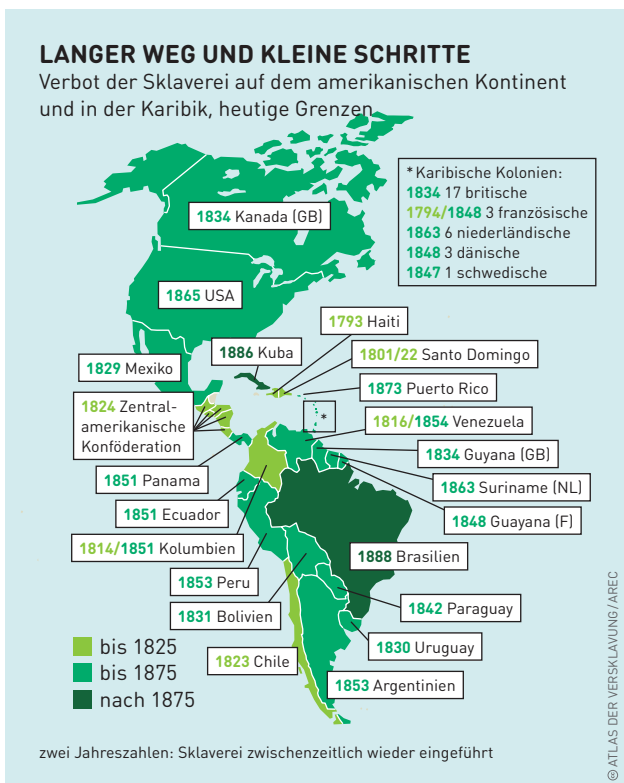 LANGER WEG UND KLEINE SCHRITTE
Verbot der Sklaverei auf dem amerikanischen Kontinent
und in der Karibik, heutige Grenzen
* Karibische Kolonien:
1834 17 britische
1794/1848 3 französische
1863 6 niederländische
1848 3 dänische
1847 1 schwedische
1834 Kanada (GB)
1865 USA
1793 Haiti
1886 Kuba
1801/22 Santo Domingo
1829 Mexiko
1873 Puerto Rico
1824 Zentral-
amerikanische
Konföderation
*
1816/1854 Venezuela
1834 Guyana (GB)
1851 Panama
1863 Suriname (NL)
1851 Ecuador
1848 Guayana (F)
1814/1851 Kolumbien
1888 Brasilien
1853 Peru
1831 Bolivien
1842 Paraguay
1830 Uruguay
1823 Chile
1853 Argentinien
bis 1825
bis 1875
nach 1875
zwei Jahreszahlen: Sklaverei zwischenzeitlich wieder eingeführt
© ATLAS DER VERSKLAVUNG / AREC